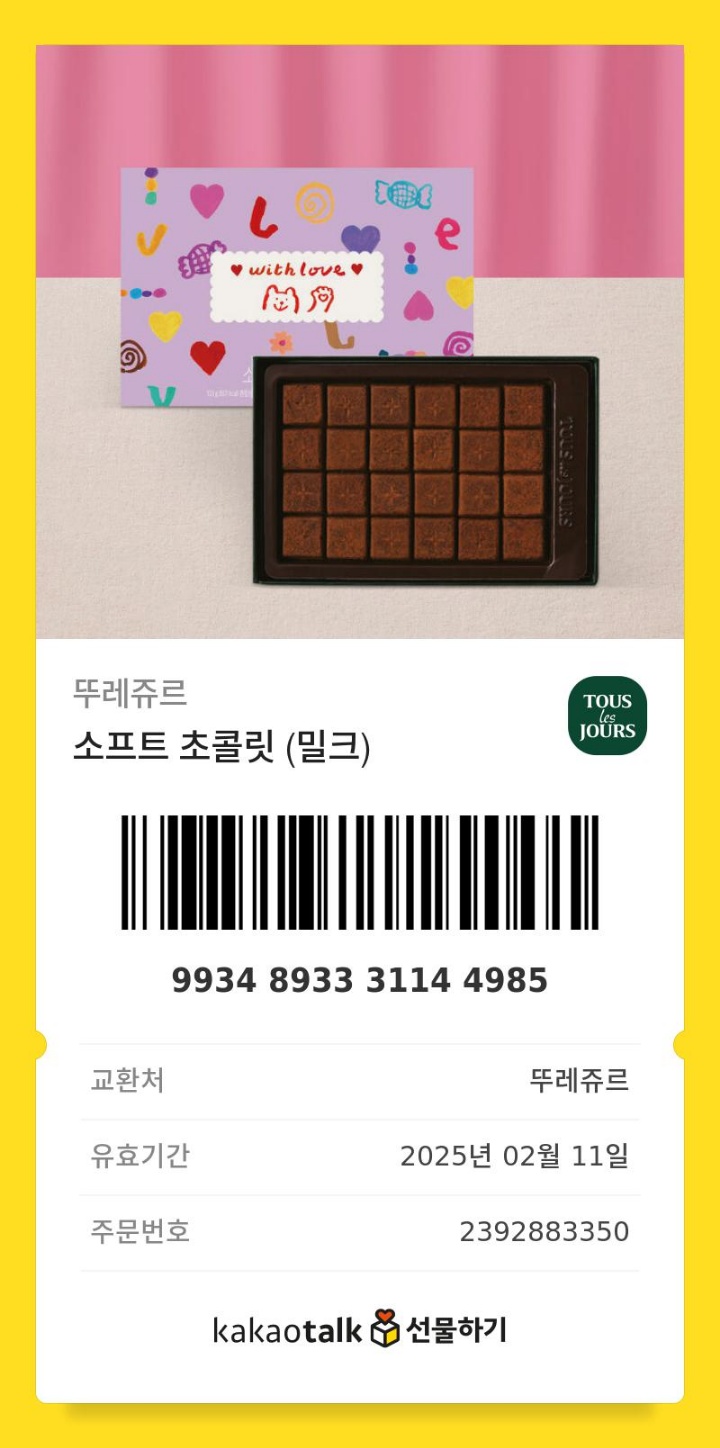 with love
TOUS les JOURS
뚜레쥬르
소프트 초콜릿 (밀크)
TOUS
les
JOURS
9934 8933 3114 4985
교환처 뚜레쥬르
유효기간 2025년 02월 11일
주문번호 2392883350
kakaotalk 선물하기